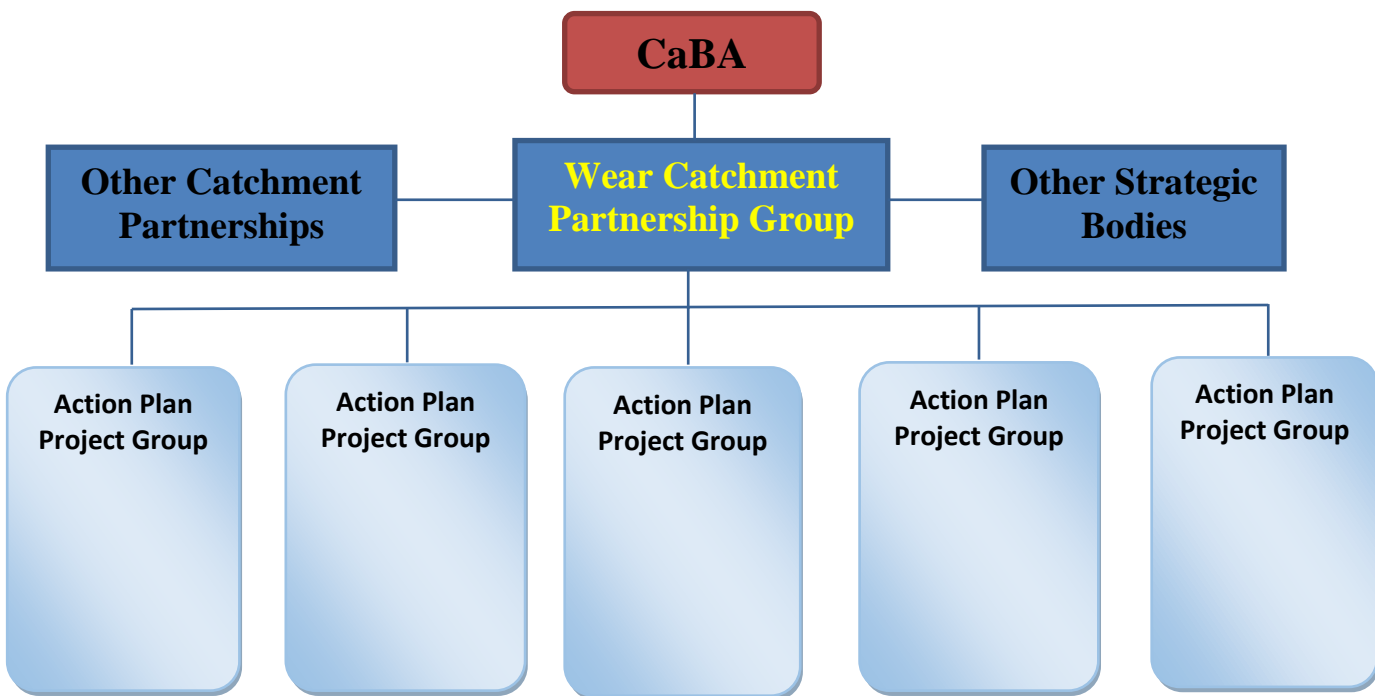 CaBA
Other Catchment
Partnerships
Wear Catchment
Partnership Group
Other Strategic
Bodies
Action Plan
Project Group
Action Plan
Project Group
Action Plan
Project Group
Action Plan
Project Group
Action Plan
Project Group